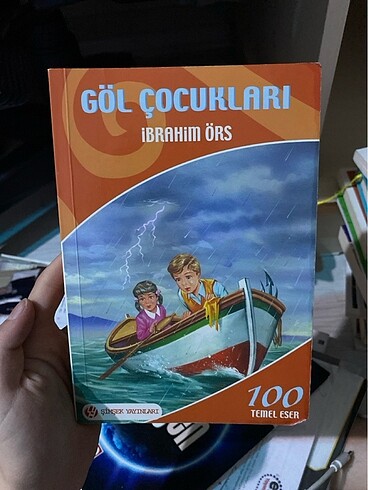 GÖL ÇOCUKLARI
İBRAHİM ÖRS
ŞİMŞEK YAYINLARI
100
TEMEL ESER